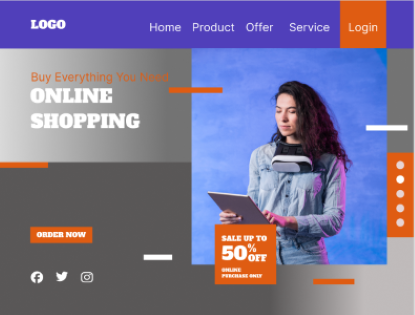 LOGO
Home Product Offer Service Login
Buy Everything You Need
ONLINE
SHOPPING
ORDER NOW
SALE UP TO
50% OFF
ONLINE
PURCHASE ONLY